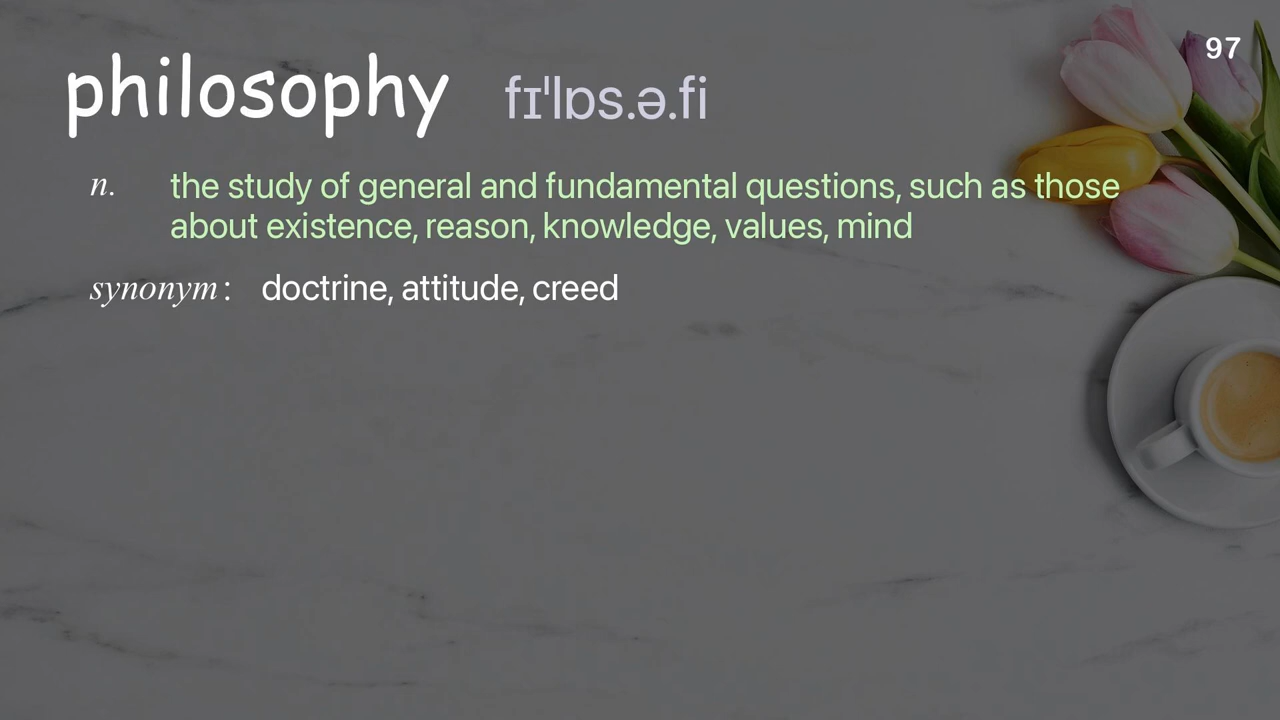 97
philosophy fɪˈlɒs.ə.fi
n. the study of general and fundamental questions, such as those
about existence, reason, knowledge, values, mind
synonym: doctrine, attitude, creed